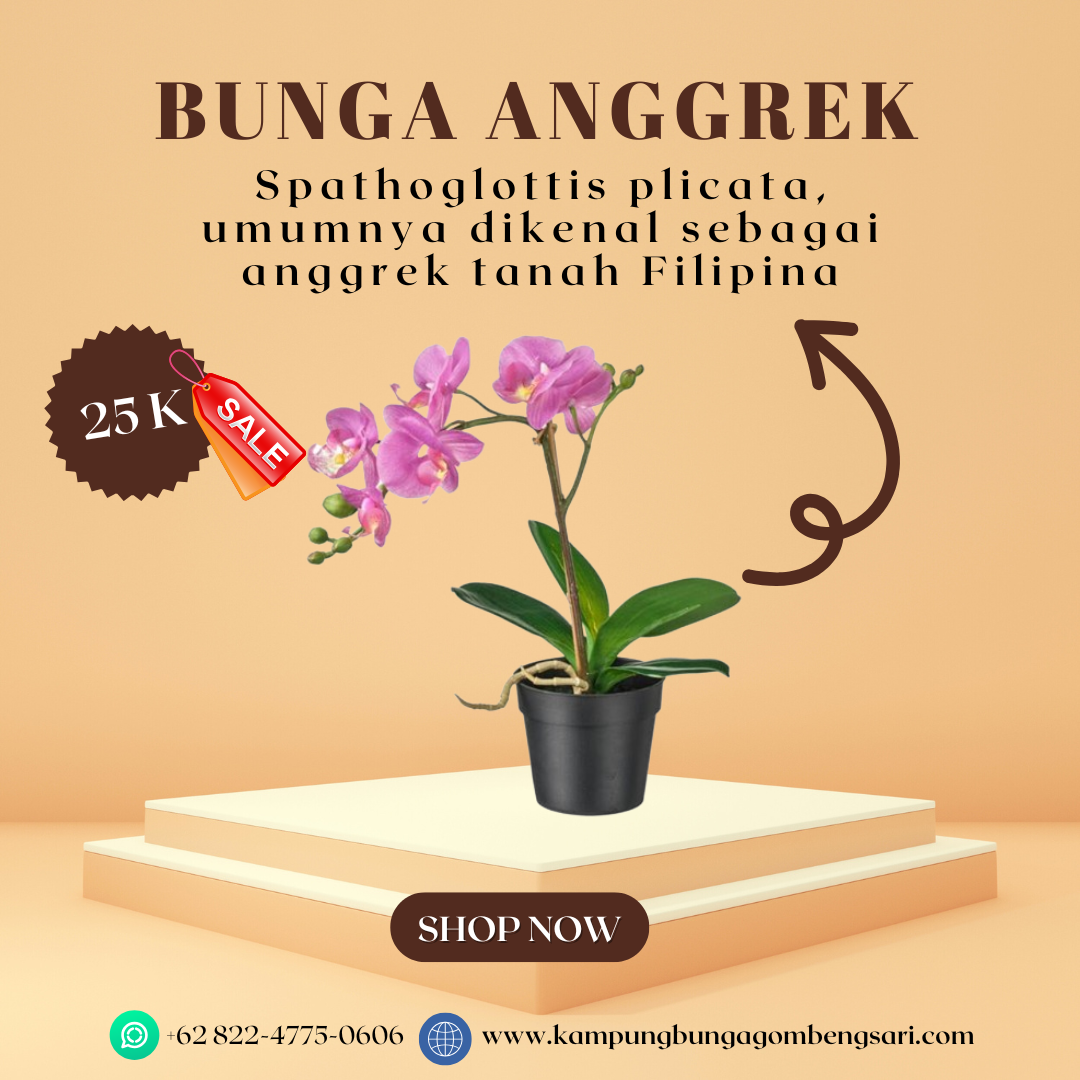 BUNGA ANGGREK
Spathoglottis plicata,
umumnya dikenal sebagai
anggrek tanah Filipina
25 K
SALE
SHOP NOW
+62 822-4775-0606
www.kampungbungagombengsari.com